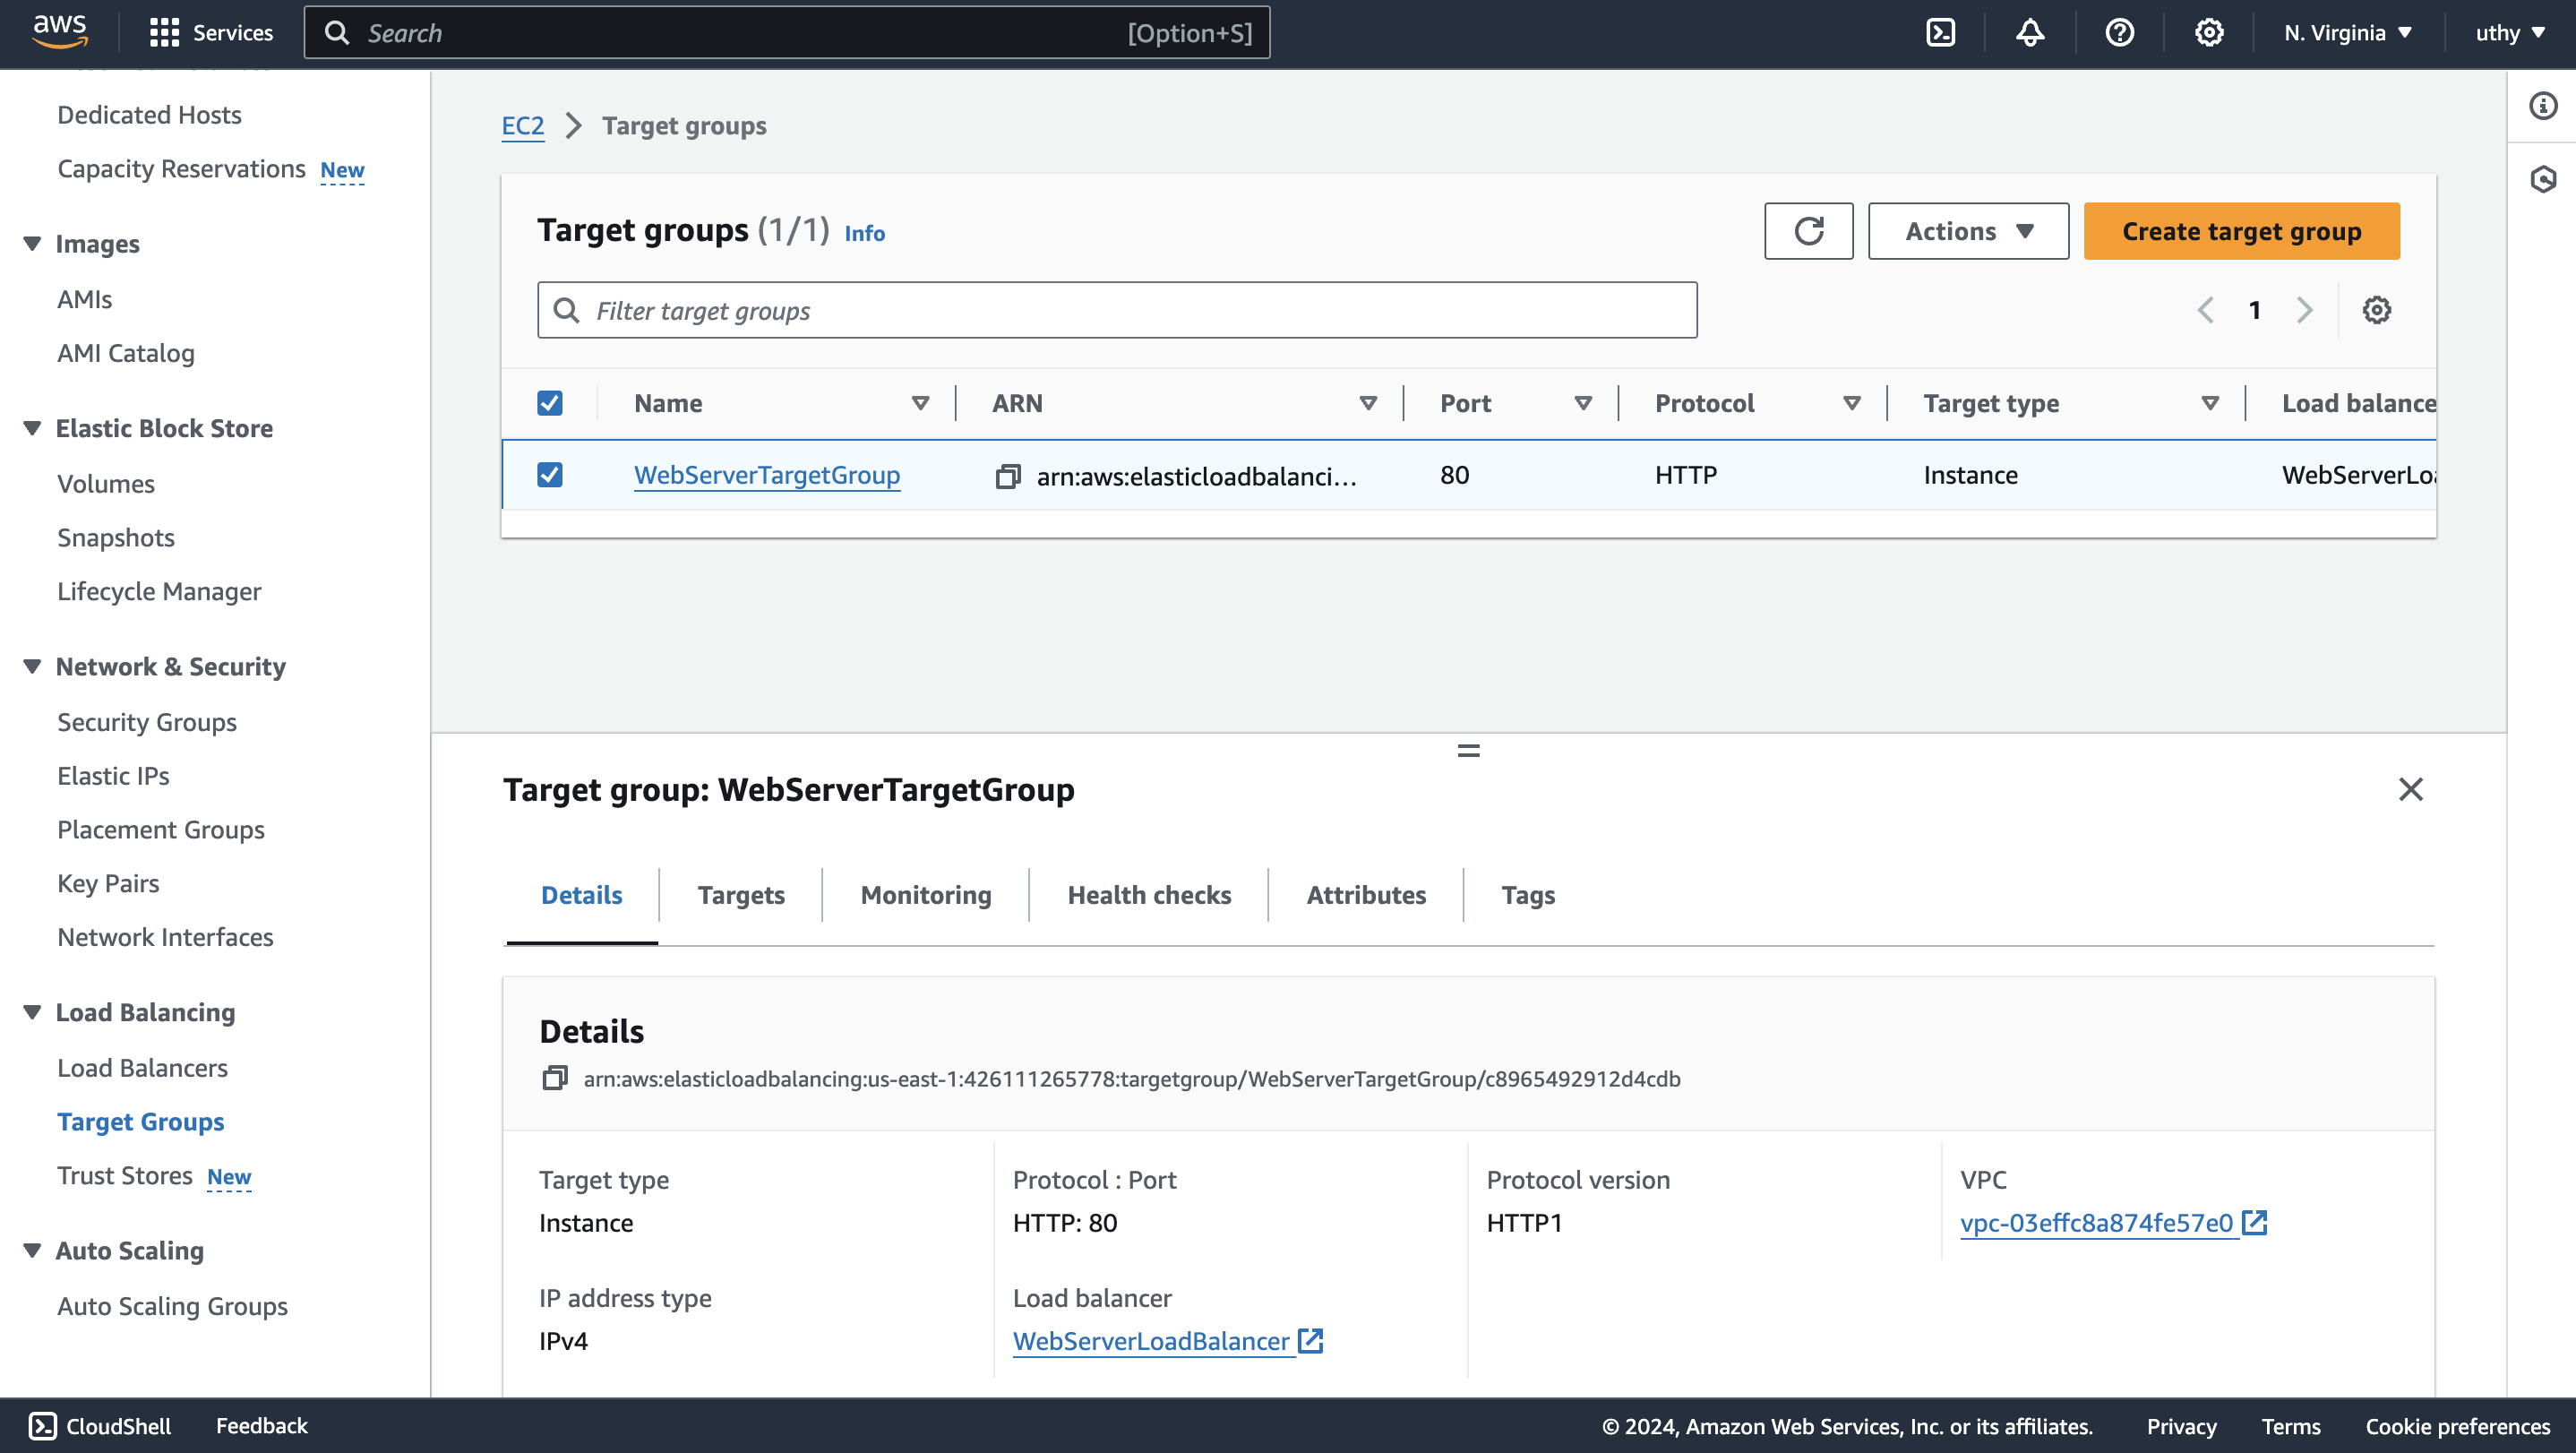 aws
Services
Search
[Option+S]
N. Virginia
uthy
Dedicated Hosts
Capacity Reservations New
Images
AMIs
AMI Catalog
Elastic Block Store
Volumes
Snapshots
Lifecycle Manager
Network & Security
Security Groups
Elastic IPs
Placement Groups
Key Pairs
Network Interfaces
Load Balancing
Load Balancers
Target Groups
Trust Stores New
Auto Scaling
Auto Scaling Groups
EC2 > Target groups
Target groups (1/1) Info
Actions
Create target group
Filter target groups
1
Name ARN Port Protocol Target type Load balance
WebServerTargetGroup arn:aws:elasticloadbalanci... 80 HTTP Instance WebServerLo
Target group: WebServerTargetGroup
Details Targets Monitoring Health checks Attributes Tags
Details
arn:aws:elasticloadbalancing:us-east-1:426111265778:targetgroup/WebServerTargetGroup/c8965492912d4cdb
Target type Protocol : Port Protocol version VPC
Instance HTTP: 80 HTTP1 vpc-03effc8a874fe57e0
IP address type Load balancer
IPv4 WebServerLoadBalancer
CloudShell Feedback © 2024, Amazon Web Services, Inc. or its affiliates. Privacy Terms Cookie preferences